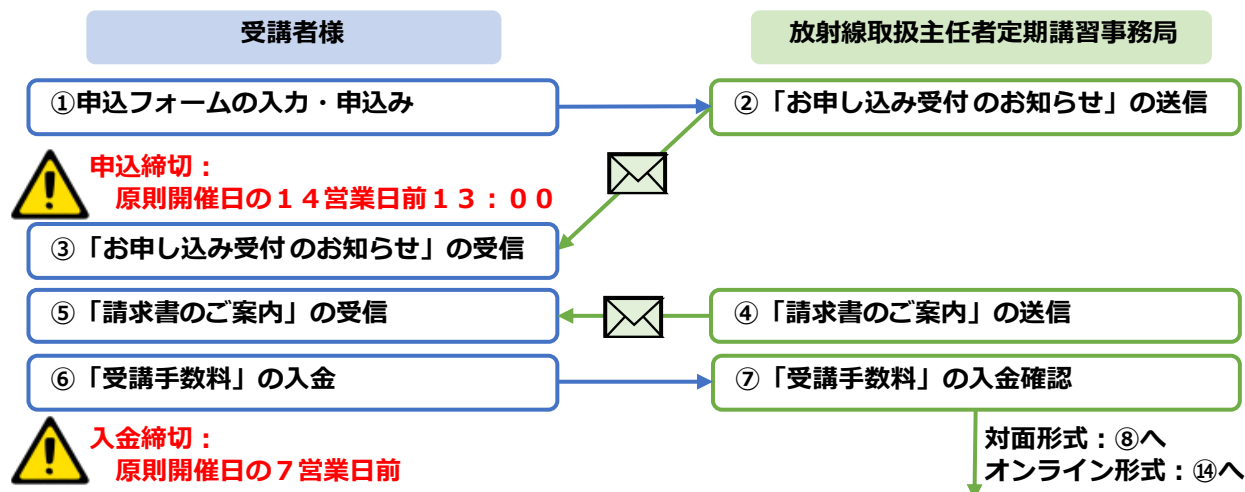 受講者様
放射線取扱主任者定期講習事務局
①申込フォームの入力・申込み
②「お申し込み受付のお知らせ」の送信
申込締切：
原則開催日の１４営業日前１３：００
③「お申し込み受付のお知らせ」の受信
⑤「請求書のご案内」の受信
④「請求書のご案内」の送信
⑥「受講手数料」の入金
⑦「受講手数料」の入金確認
入金締切：
原則開催日の７営業日前
対面形式：⑧へ
オンライン形式：⑭へ